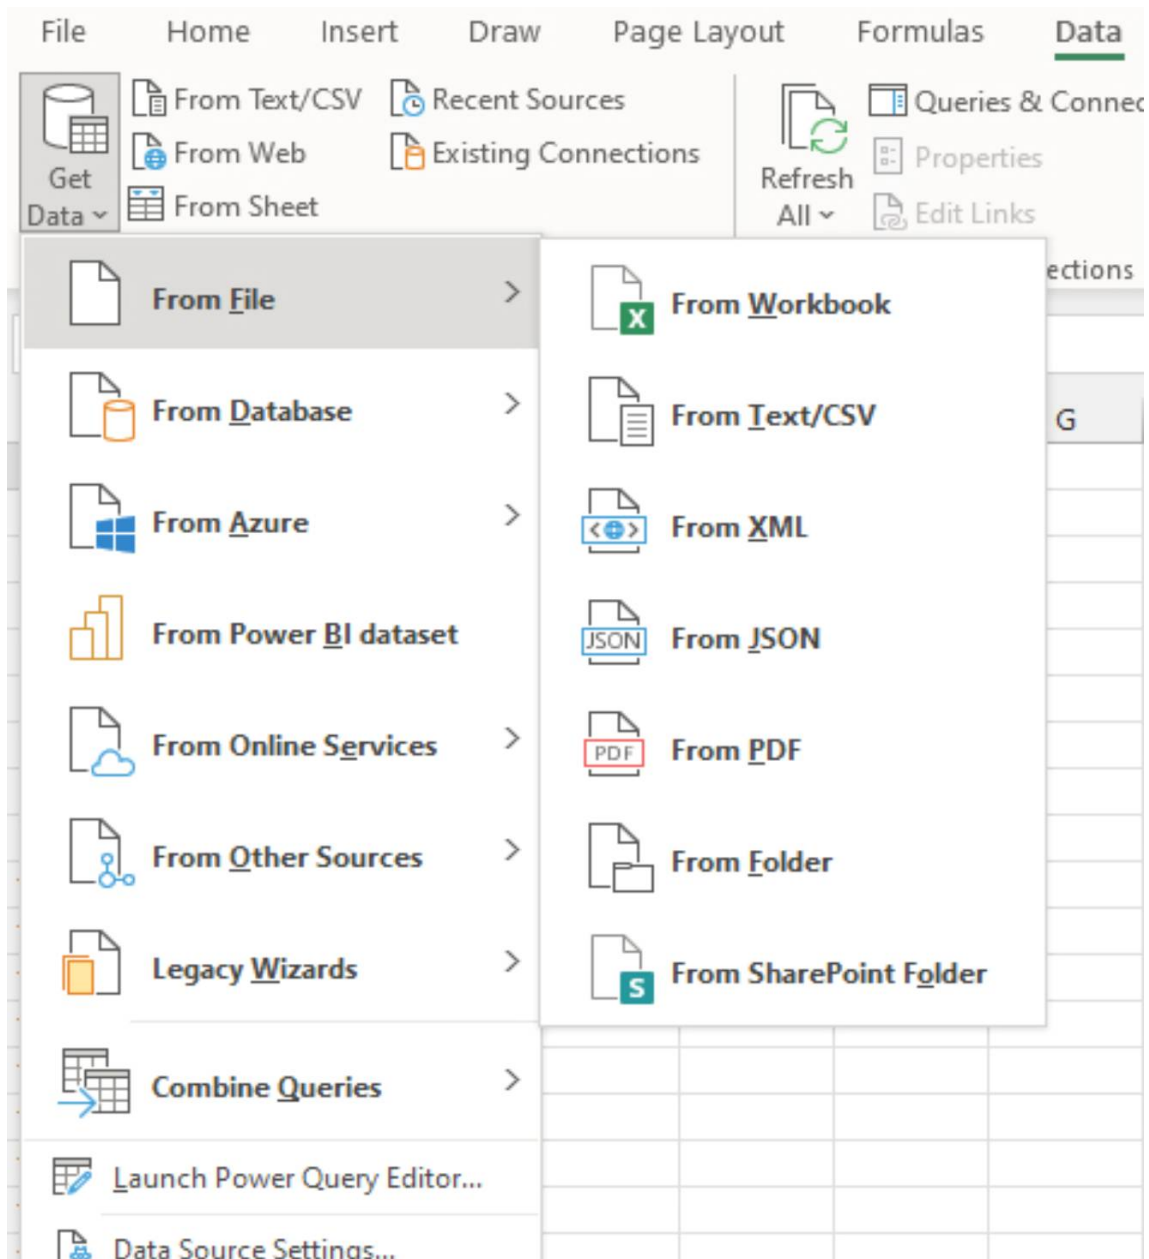 File Home Insert Draw Page Layout Formulas Data
From Text/CSV Recent Sources Queries & Connec
From Web Existing Connections Properties
Get Data From Sheet Refresh All Edit Links
ections
From File
From Database
From Azure
From Power BI dataset
From Online Services
From Other Sources
Legacy Wizards
Combine Queries
Launch Power Query Editor...
Data Source Settings...
X From Workbook
From Text/CSV
From XML
JSON From JSON
PDF From PDF
From Folder
S From SharePoint Folder
G